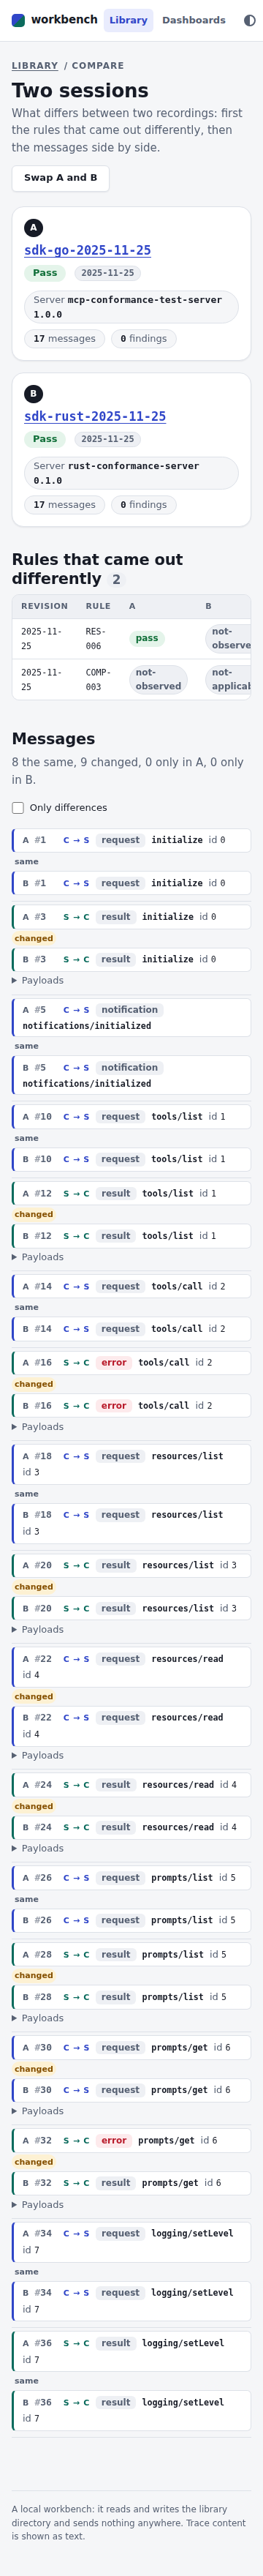 workbench Library Dashboards
LIBRARY / COMPARE
Two sessions
What differs between two recordings: first
the rules that came out differently, then
the messages side by side.
Swap A and B
A
sdk-go-2025-11-25
Pass 2025-11-25
Server mcp-conformance-test-server
1.0.0
17 messages 0 findings
B
sdk-rust-2025-11-25
Pass 2025-11-25
Server rust-conformance-server
0.1.0
17 messages 0 findings
Rules that came out
differently 2
REVISION RULE A B
2025-11-25 RES-006 pass not-observe
2025-11-25 COMP-003 not-observed not-applicab
Messages
8 the same, 9 changed, 0 only in A, 0 only
in B.
Only differences
A #1 C → S request initialize id 0
same
B #1 C → S request initialize id 0
A #3 S → C result initialize id 0
changed
B #3 S → C result initialize id 0
Payloads
A #5 C → S notification
notifications/initialized
same
B #5 C → S notification
notifications/initialized
A #10 C → S request tools/list id 1
same
B #10 C → S request tools/list id 1
A #12 S → C result tools/list id 1
changed
B #12 S → C result tools/list id 1
Payloads
A #14 C → S request tools/call id 2
same
B #14 C → S request tools/call id 2
A #16 S → C error tools/call id 2
changed
B #16 S → C error tools/call id 2
Payloads
A #18 C → S request resources/list
id 3
same
B #18 C → S request resources/list
id 3
A #20 S → C result resources/list id 3
changed
B #20 S → C result resources/list id 3
Payloads
A #22 C → S request resources/read
id 4
changed
B #22 C → S request resources/read
id 4
Payloads
A #24 S → C result resources/read id 4
changed
B #24 S → C result resources/read id 4
Payloads
A #26 C → S request prompts/list id 5
same
B #26 C → S request prompts/list id 5
A #28 S → C result prompts/list id 5
changed
B #28 S → C result prompts/list id 5
Payloads
A #30 C → S request prompts/get id 6
changed
B #30 C → S request prompts/get id 6
Payloads
A #32 S → C error prompts/get id 6
changed
B #32 S → C result prompts/get id 6
Payloads
A #34 C → S request logging/setLevel
id 7
same
B #34 C → S request logging/setLevel
id 7
A #36 S → C result logging/setLevel
id 7
same
B #36 S → C result logging/setLevel
id 7
A local workbench: it reads and writes the library
directory and sends nothing anywhere. Trace content
is shown as text.